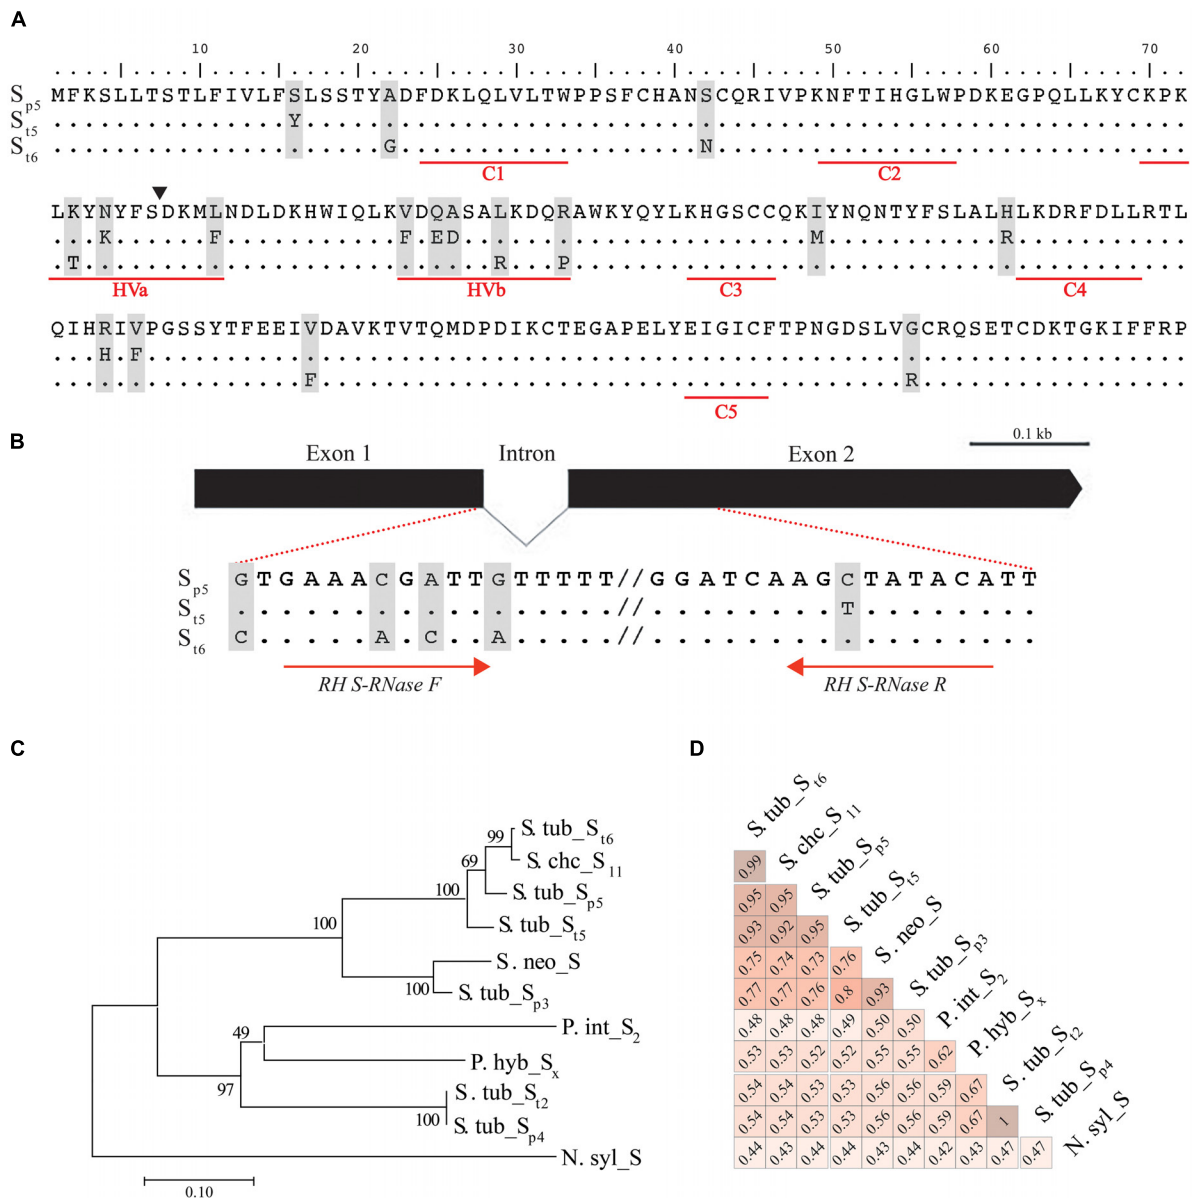 A
10 20 30 40 50 60 70
Sp5 MFKSLLTSTLFIVLFSLSSTYADFDKLQLVLTWPPSFCHANSCQRIVPKNFTIHGLWPDKEGPQLLKYCKPK
St5 ...............Y........................................................
St6 .....................G...................N..............................
C1 C2
LKYNYFSDKMLNDLDKHWIQLKVDQASALKDQRAWKYQYLKHGSCCQKIYNQNTYFSLALHLKDRFDLLRTL
...K......F...........F.ED......................M...........R...........
.T..........................R...P.......................................
HVa HVb C3 C4
QIHRIVPGSSYTFEEIVDAVKTVTQMDPDIKCTEGAPELYEIGICFTPNGDSLVGCRQSETCDKTGKIFFRP
...H.F..................................................................
................F.....................................R.................
C5
B
0.1 kb
Exon 1 Intron Exon 2
Sp5 GTGAAACGATTGTTTTT//GGATCAAGCTATACATT
St5 .................//........T........
St6 C.....A.C..A.....//.................
RH S-RNase F RH S-RNase R
C
S. tub_St6
99
S. chc_S11
69
S. tub_Sp5
100
S. tub_St5
100
S. neo_S
100
S. tub_Sp3
P. int_S2
49
P. hyb_Sx
97
S. tub_St2
100
S. tub_Sp4
N. syl_S
0.10
D
S. tub_St6
0.99 S. chc_S11
0.95 0.95 S. tub_Sp5
0.93 0.92 0.95 S. tub_St5
0.75 0.74 0.73 0.76 S. neo_S
0.77 0.77 0.76 0.8 0.93 S. tub_Sp3
0.48 0.48 0.48 0.49 0.50 0.50 P. int_S2
0.53 0.53 0.52 0.52 0.55 0.55 0.62 P. hyb_Sx
0.54 0.54 0.53 0.53 0.56 0.56 0.59 0.67 S. tub_St2
0.54 0.54 0.53 0.53 0.56 0.56 0.59 0.67 1 S. tub_Sp4
0.44 0.43 0.44 0.44 0.43 0.44 0.42 0.43 0.47 0.47 N. syl_S